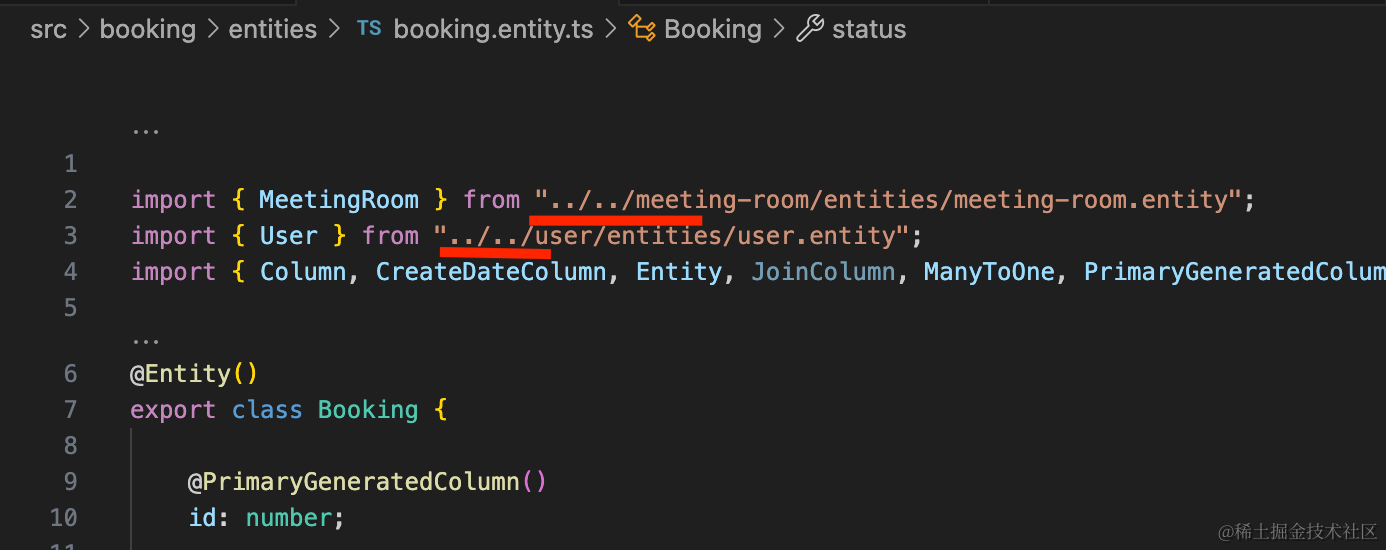 src > booking > entities > TS booking.entity.ts > Booking > status
...
1
2 import { MeetingRoom } from "../../meeting-room/entities/meeting-room.entity";
3 import { User } from "../../user/entities/user.entity";
4 import { Column, CreateDateColumn, Entity, JoinColumn, ManyToOne, PrimaryGeneratedColum
5
...
6 @Entity()
7 export class Booking {
8
9 @PrimaryGeneratedColumn()
10 id: number;
11
@稀土掘金技术社区